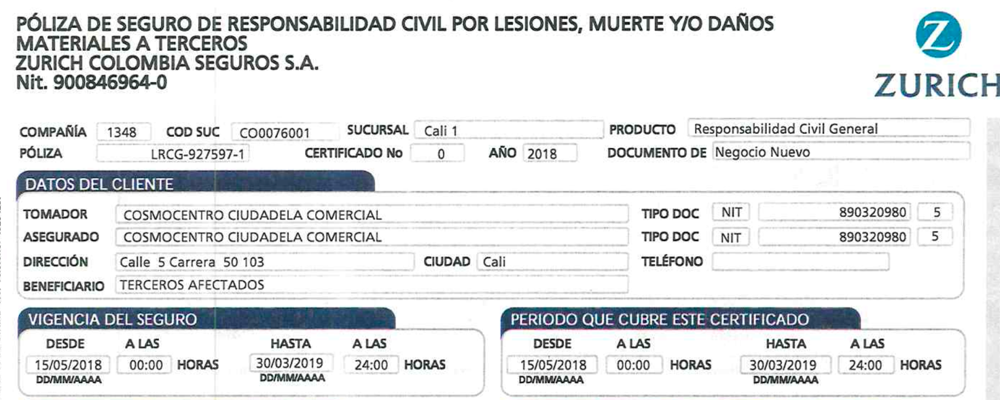 PÓLIZA DE SEGURO DE RESPONSABILIDAD CIVIL POR LESIONES, MUERTE Y/O DAÑOS
MATERIALES A TERCEROS
ZURICH COLOMBIA SEGUROS S.A.
Nit. 900846964-0
Z
ZURICH
COMPAÑÍA 1348 COD SUC CO0076001 SUCURSAL Cali 1 PRODUCTO Responsabilidad Civil General
PÓLIZA LRCG-927597-1 CERTIFICADO No 0 AÑO 2018 DOCUMENTO DE Negocio Nuevo
DATOS DEL CLIENTE
TOMADOR COSMOCENTRO CIUDADELA COMERCIAL TIPO DOC NIT 890320980 5
ASEGURADO COSMOCENTRO CIUDADELA COMERCIAL TIPO DOC NIT 890320980 5
DIRECCIÓN Calle 5 Carrera 50 103 CIUDAD Cali TELÉFONO
BENEFICIARIO TERCEROS AFECTADOS
VIGENCIA DEL SEGURO PERIODO QUE CUBRE ESTE CERTIFICADO
DESDE A LAS HASTA A LAS DESDE A LAS HASTA A LAS
15/05/2018 00:00 HORAS 30/03/2019 24:00 HORAS 15/05/2018 00:00 HORAS 30/03/2019 24:00 HORAS
DD/MM/AAAA DD/MM/AAAA DD/MM/AAAA DD/MM/AAAA